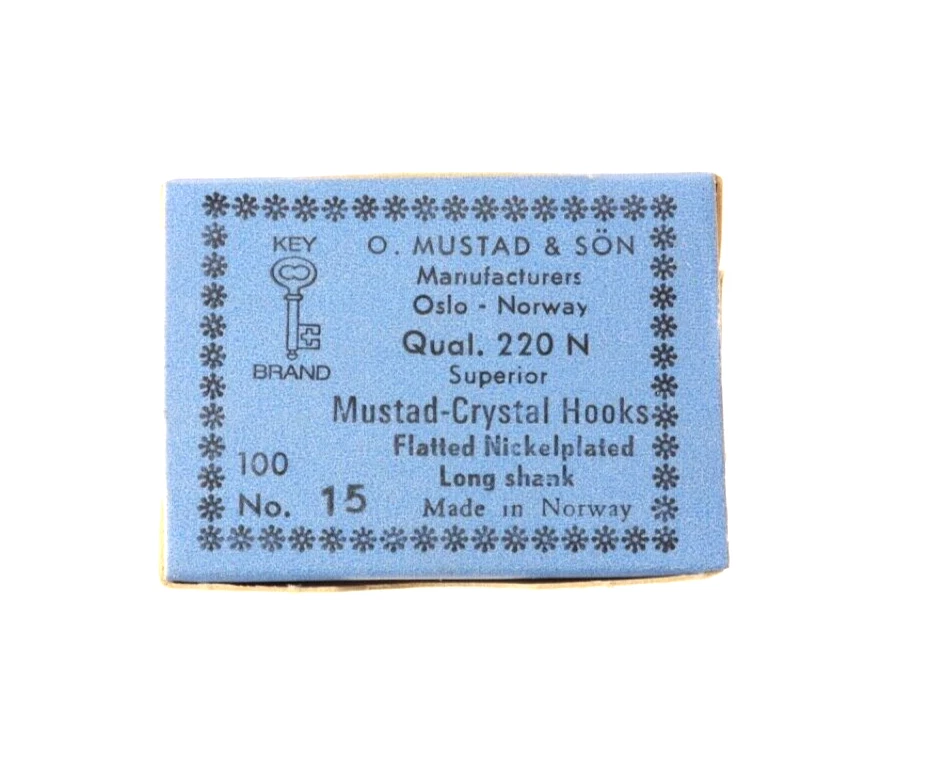 KEY
BRAND
O. MUSTAD & SÖN
Manufacturers
Oslo - Norway
Qual. 220 N
Superior
Mustad-Crystal Hooks
Flatted Nickelplated
Long shank
Made in Norway
100
No. 15